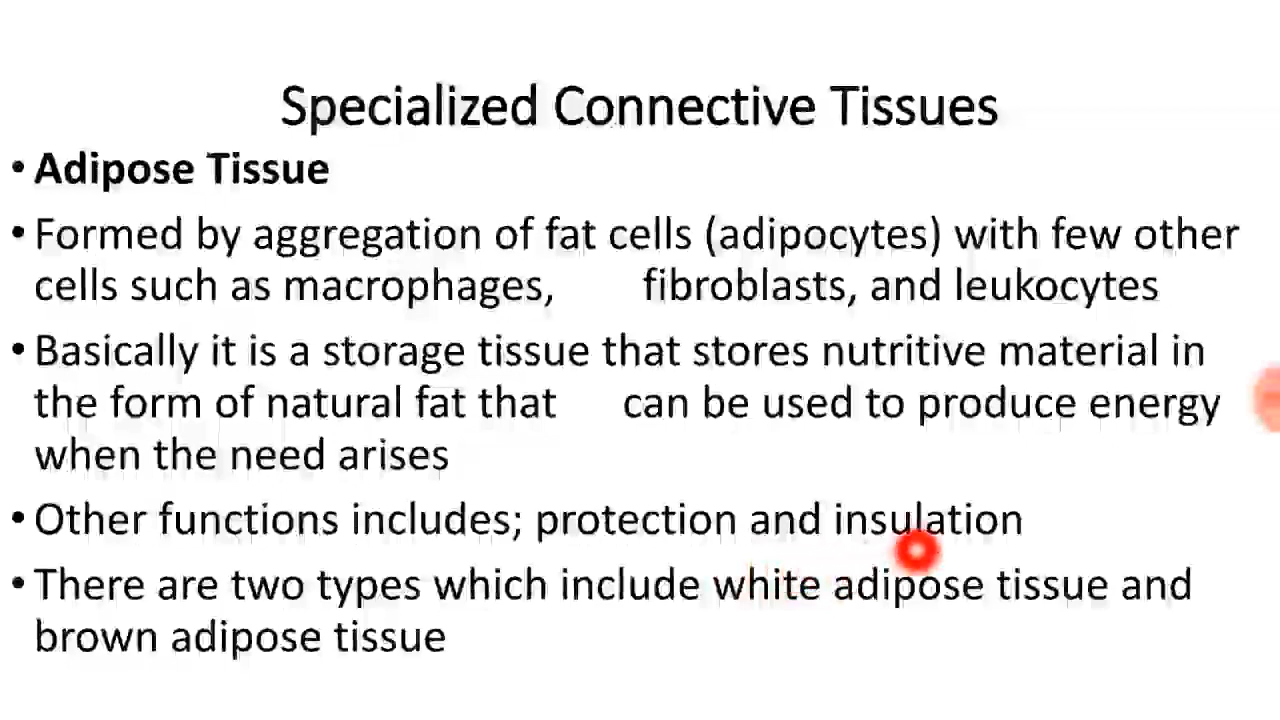 Specialized Connective Tissues
• Adipose Tissue
• Formed by aggregation of fat cells (adipocytes) with few other
cells such as macrophages, fibroblasts, and leukocytes
• Basically it is a storage tissue that stores nutritive material in
the form of natural fat that can be used to produce energy
when the need arises
• Other functions includes; protection and insulation
• There are two types which include white adipose tissue and
brown adipose tissue